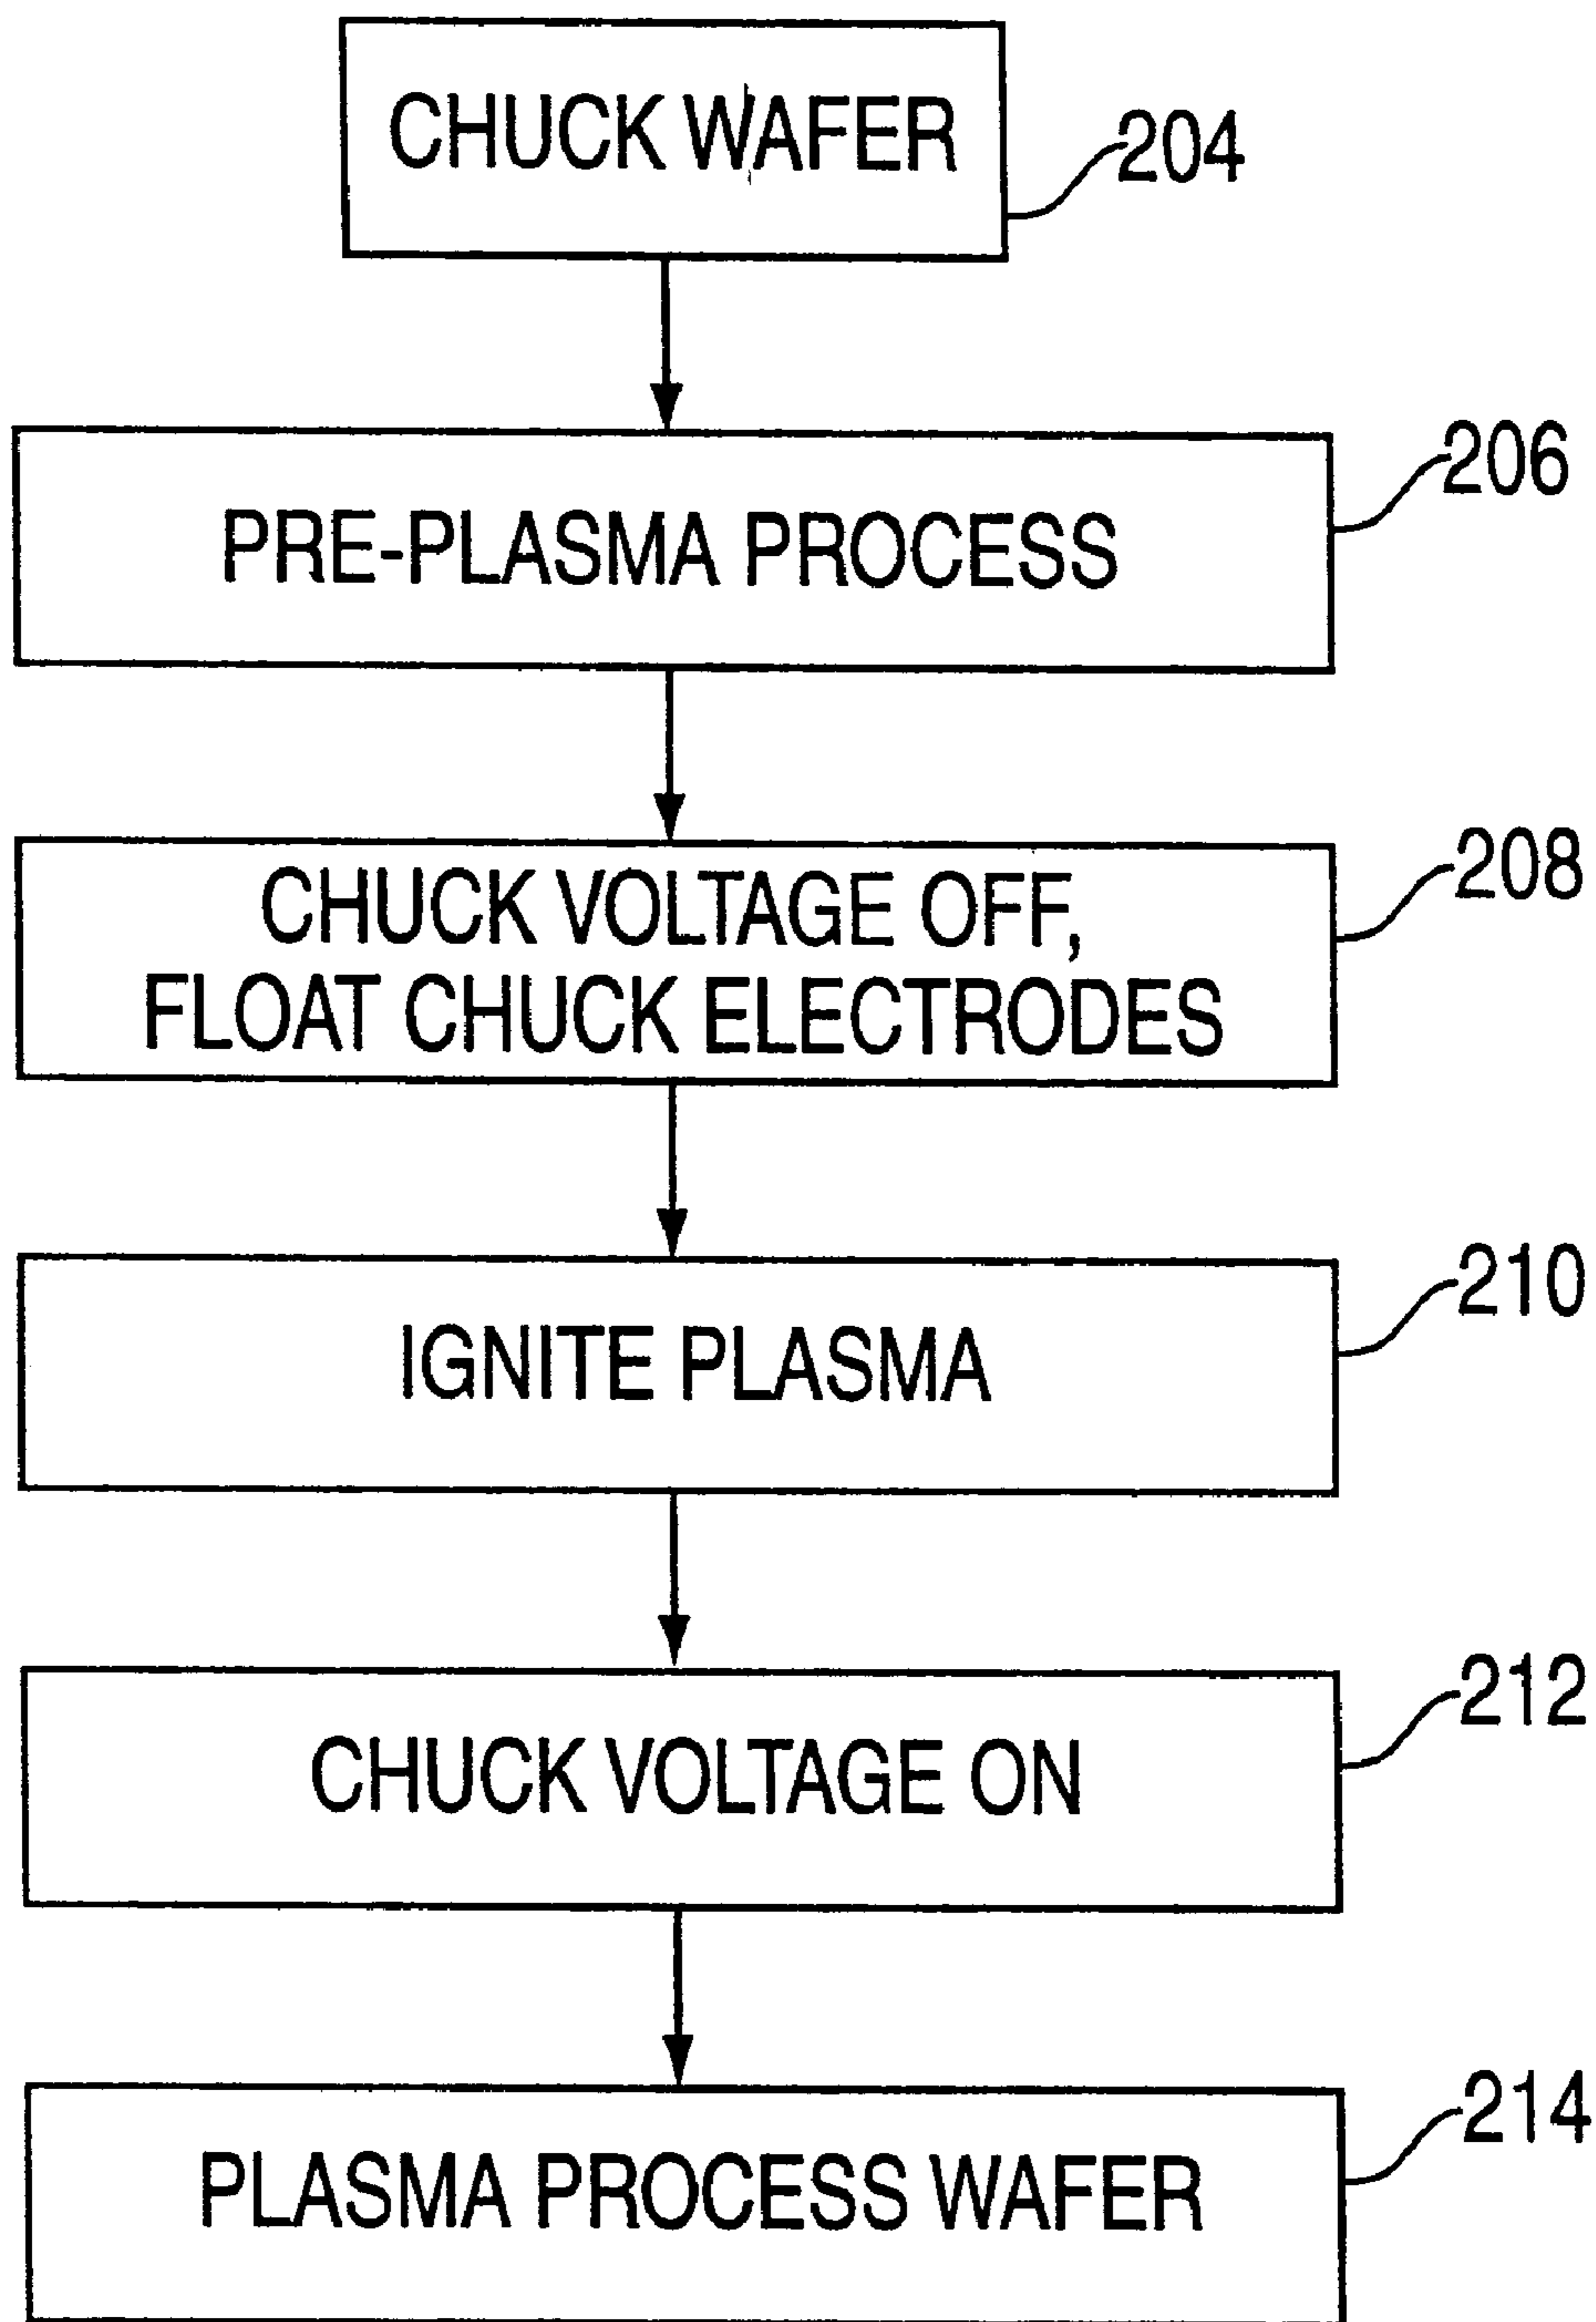 CHUCK WAFER
204
PRE-PLASMA PROCESS
206
CHUCK VOLTAGE OFF,
FLOAT CHUCK ELECTRODES
208
IGNITE PLASMA
210
CHUCK VOLTAGE ON
212
PLASMA PROCESS WAFER
214